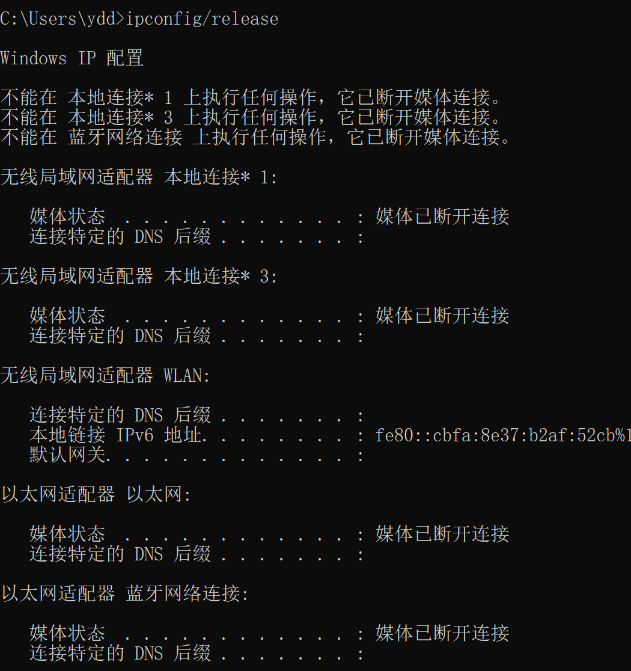 C:\Users\ydd>ipconfig/release
Windows IP 配置
不能在 本地连接* 1 上执行任何操作，它已断开媒体连接。
不能在 本地连接* 3 上执行任何操作，它已断开媒体连接。
不能在 蓝牙网络连接 上执行任何操作，它已断开媒体连接。
无线局域网适配器 本地连接* 1:
媒体状态 . . . . . . . . . . . . : 媒体已断开连接
连接特定的 DNS 后缀 . . . . . . . :
无线局域网适配器 本地连接* 3:
媒体状态 . . . . . . . . . . . . : 媒体已断开连接
连接特定的 DNS 后缀 . . . . . . . :
无线局域网适配器 WLAN:
连接特定的 DNS 后缀 . . . . . . . :
本地链接 IPv6 地址. . . . . . . . : fe80::cbfa:8e37:b2af:52cb%1
默认网关. . . . . . . . . . . . . :
以太网适配器 以太网:
媒体状态 . . . . . . . . . . . . : 媒体已断开连接
连接特定的 DNS 后缀 . . . . . . . :
以太网适配器 蓝牙网络连接:
媒体状态 . . . . . . . . . . . . : 媒体已断开连接
连接特定的 DNS 后缀 . . . . . . . :